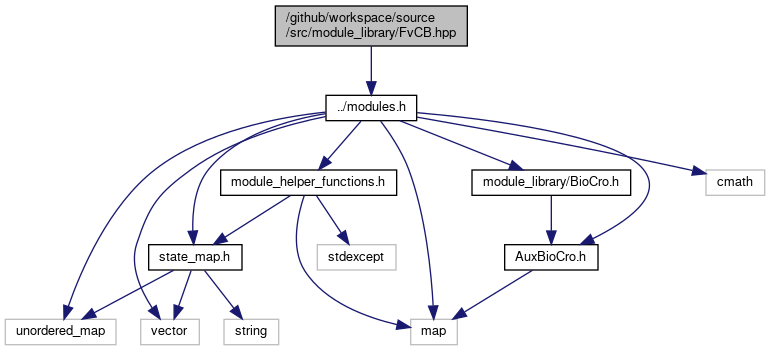 /github/workspace/source
/src/module_library/FvCB.hpp
../modules.h
module_helper_functions.h
module_library/BioCro.h
cmath
state_map.h
stdexcept
AuxBioCro.h
unordered_map
vector
string
map